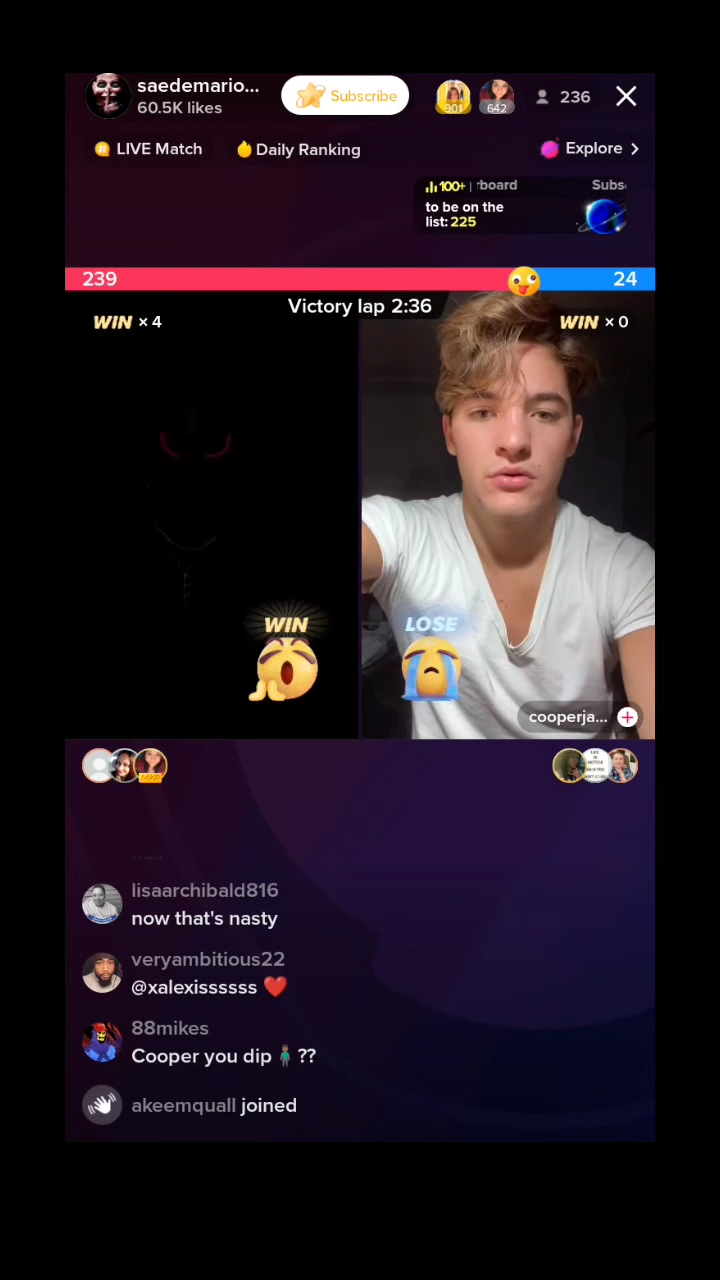 saedemario...
60.5K likes
Subscribe
901
642
236
LIVE Match
Daily Ranking
Explore
100+
rboard
Subs
to be on the
list: 225
239
24
Victory lap 2:36
WIN × 4
WIN × 0
WIN
LOSE
cooperja...
lisaarchibald816
now that's nasty
veryambitious22
@xalexissssss ❤️
88mikes
Cooper you dip 🧍🏾‍♂️??
akeemquall joined